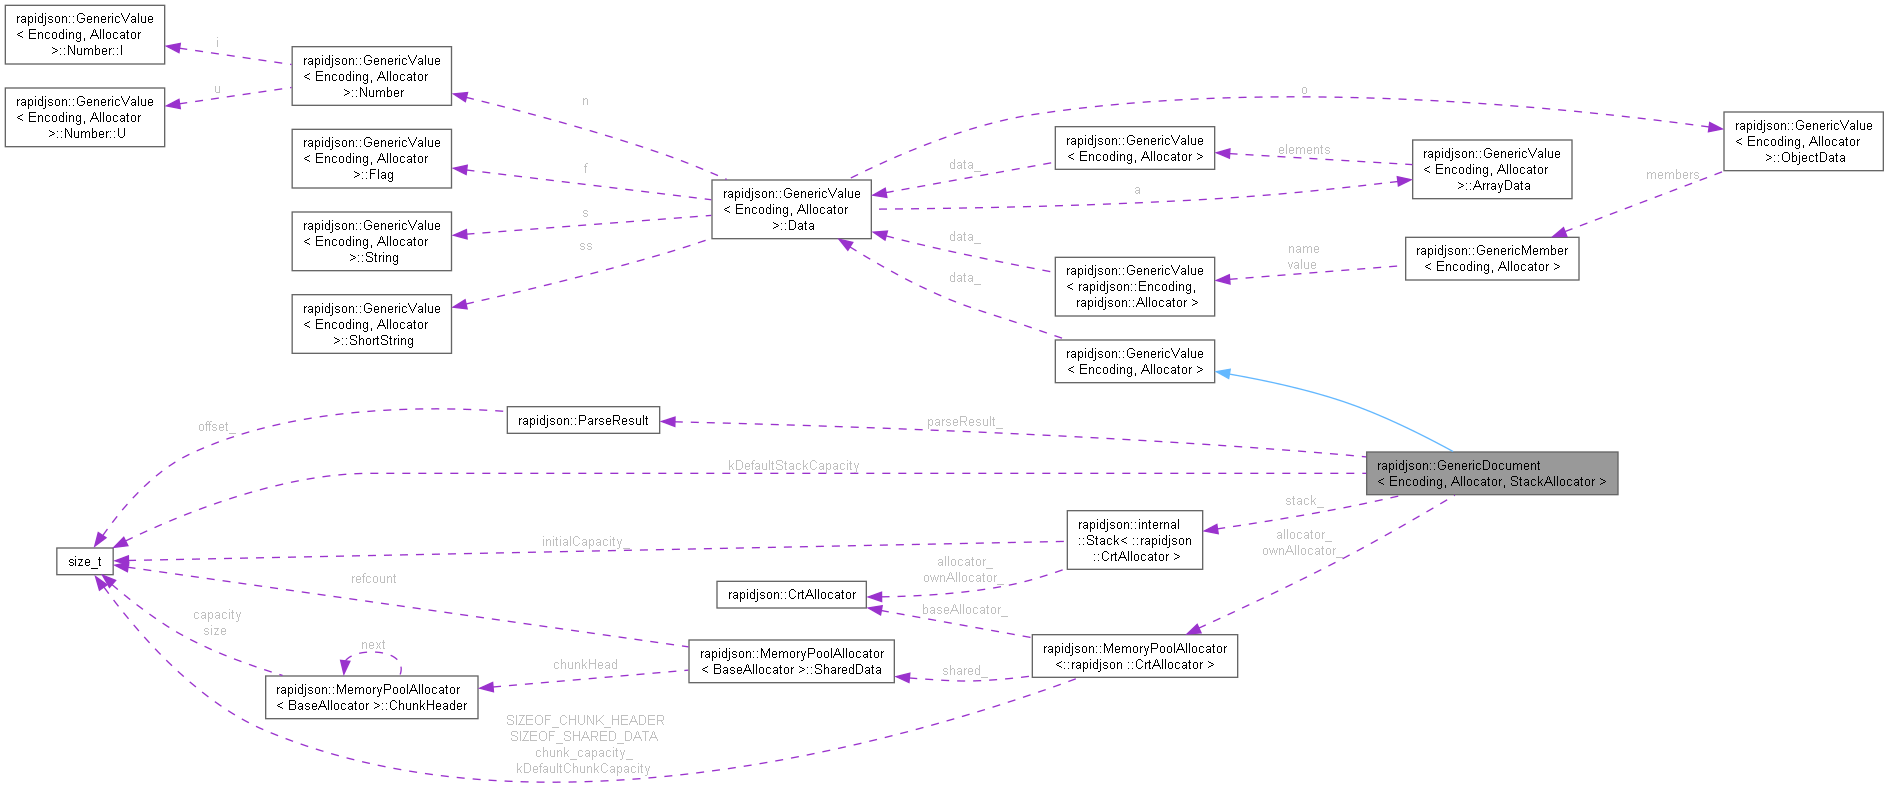 rapidjson::GenericValue
< Encoding, Allocator
>::Number::I
rapidjson::GenericValue
< Encoding, Allocator
>::Number::U
i
u
rapidjson::GenericValue
< Encoding, Allocator
>::Number
rapidjson::GenericValue
< Encoding, Allocator
>::Flag
rapidjson::GenericValue
< Encoding, Allocator
>::String
rapidjson::GenericValue
< Encoding, Allocator
>::ShortString
n
f
s
ss
rapidjson::GenericValue
< Encoding, Allocator
>::Data
o
data_
a
data_
data_
rapidjson::GenericValue
< Encoding, Allocator >
elements
rapidjson::GenericValue
< Encoding, Allocator
>::ArrayData
rapidjson::GenericValue
< Encoding, Allocator
>::ObjectData
members
rapidjson::GenericValue
< rapidjson::Encoding,
rapidjson::Allocator >
name
value
rapidjson::GenericMember
< Encoding, Allocator >
rapidjson::GenericValue
< Encoding, Allocator >
offset_
rapidjson::ParseResult
parseResult_
kDefaultStackCapacity
rapidjson::GenericDocument
< Encoding, Allocator, StackAllocator >
stack_
allocator_
ownAllocator_
rapidjson::internal
::Stack< ::rapidjson
::CrtAllocator >
initialCapacity_
size_t
refcount
allocator_
ownAllocator_
rapidjson::CrtAllocator
baseAllocator_
capacity
size
next
chunkHead
rapidjson::MemoryPoolAllocator
< BaseAllocator >::SharedData
shared_
rapidjson::MemoryPoolAllocator
<::rapidjson ::CrtAllocator >
rapidjson::MemoryPoolAllocator
< BaseAllocator >::ChunkHeader
SIZEOF_CHUNK_HEADER
SIZEOF_SHARED_DATA
chunk_capacity_
kDefaultChunkCapacity